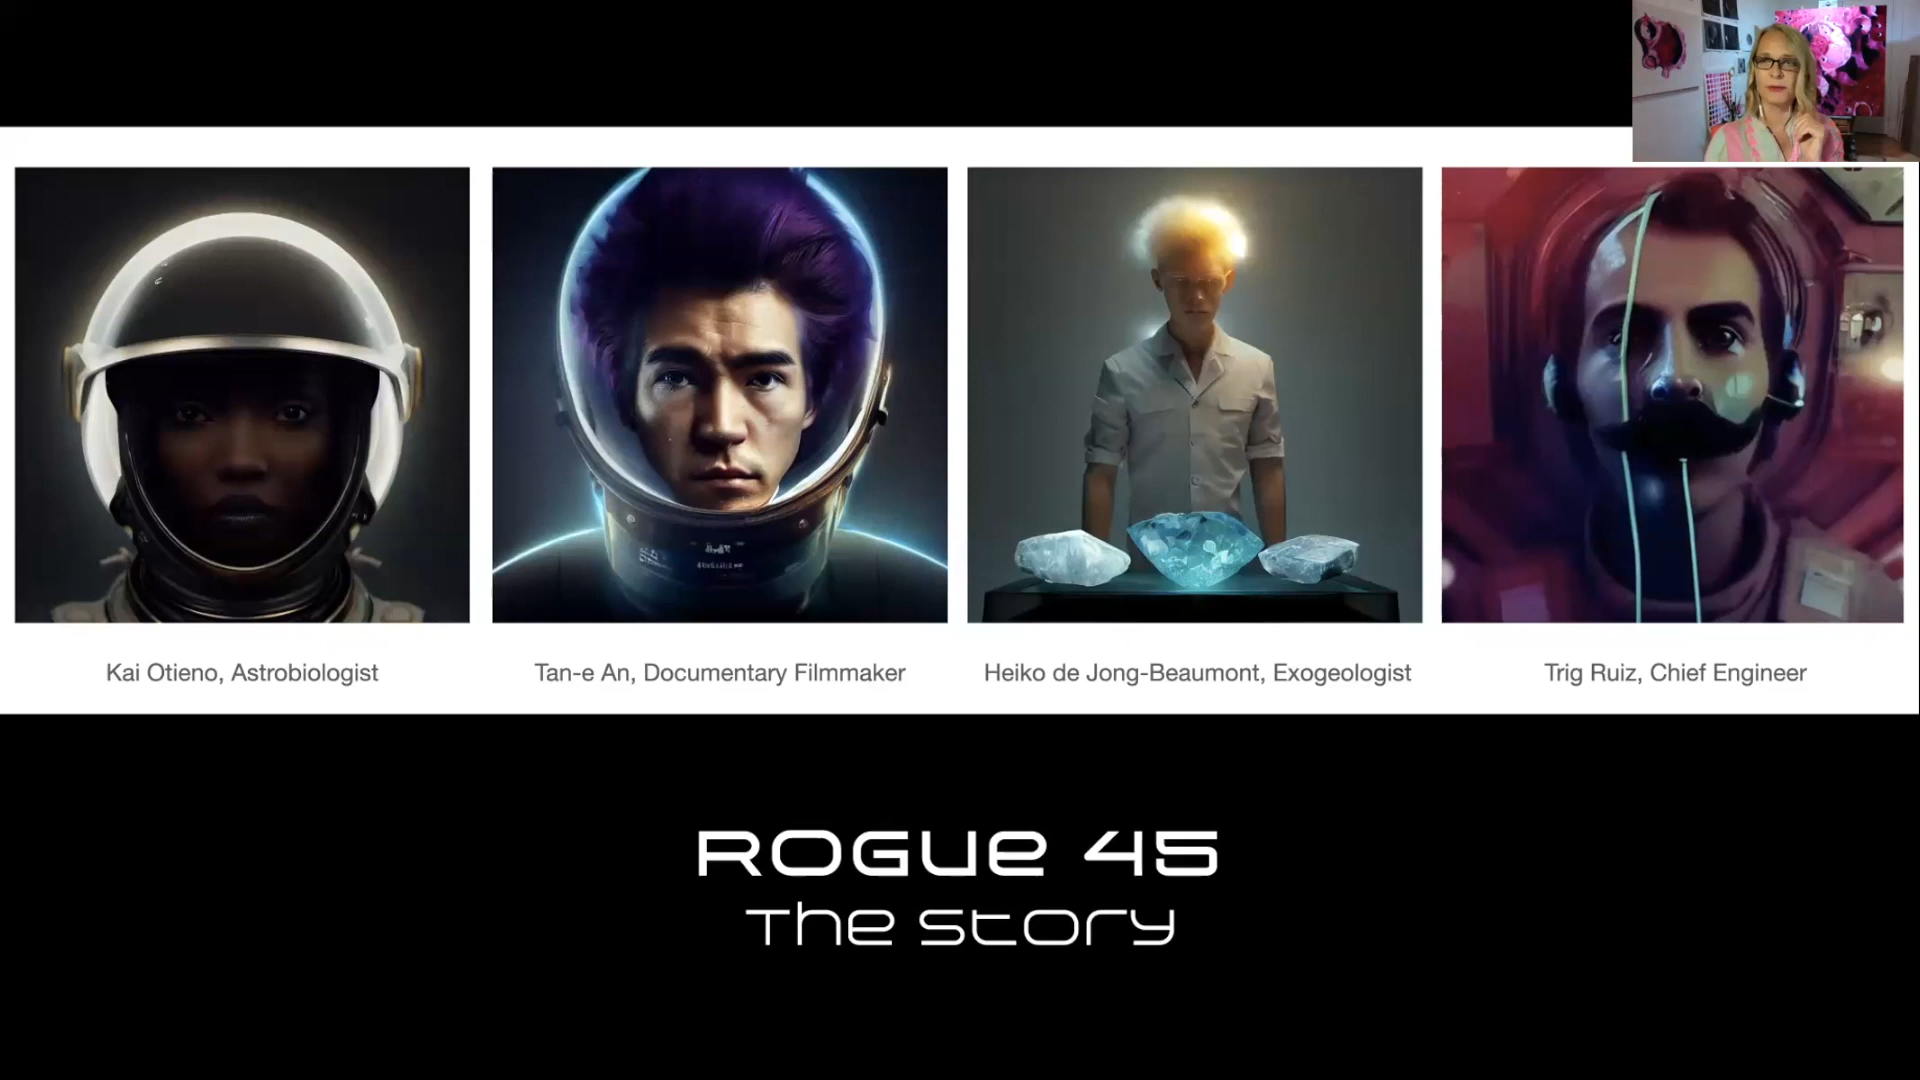 Kai Otieno, Astrobiologist
Tan-e An, Documentary Filmmaker
Heiko de Jong-Beaumont, Exogeologist
Trig Ruiz, Chief Engineer
ROGUE 45
The Story